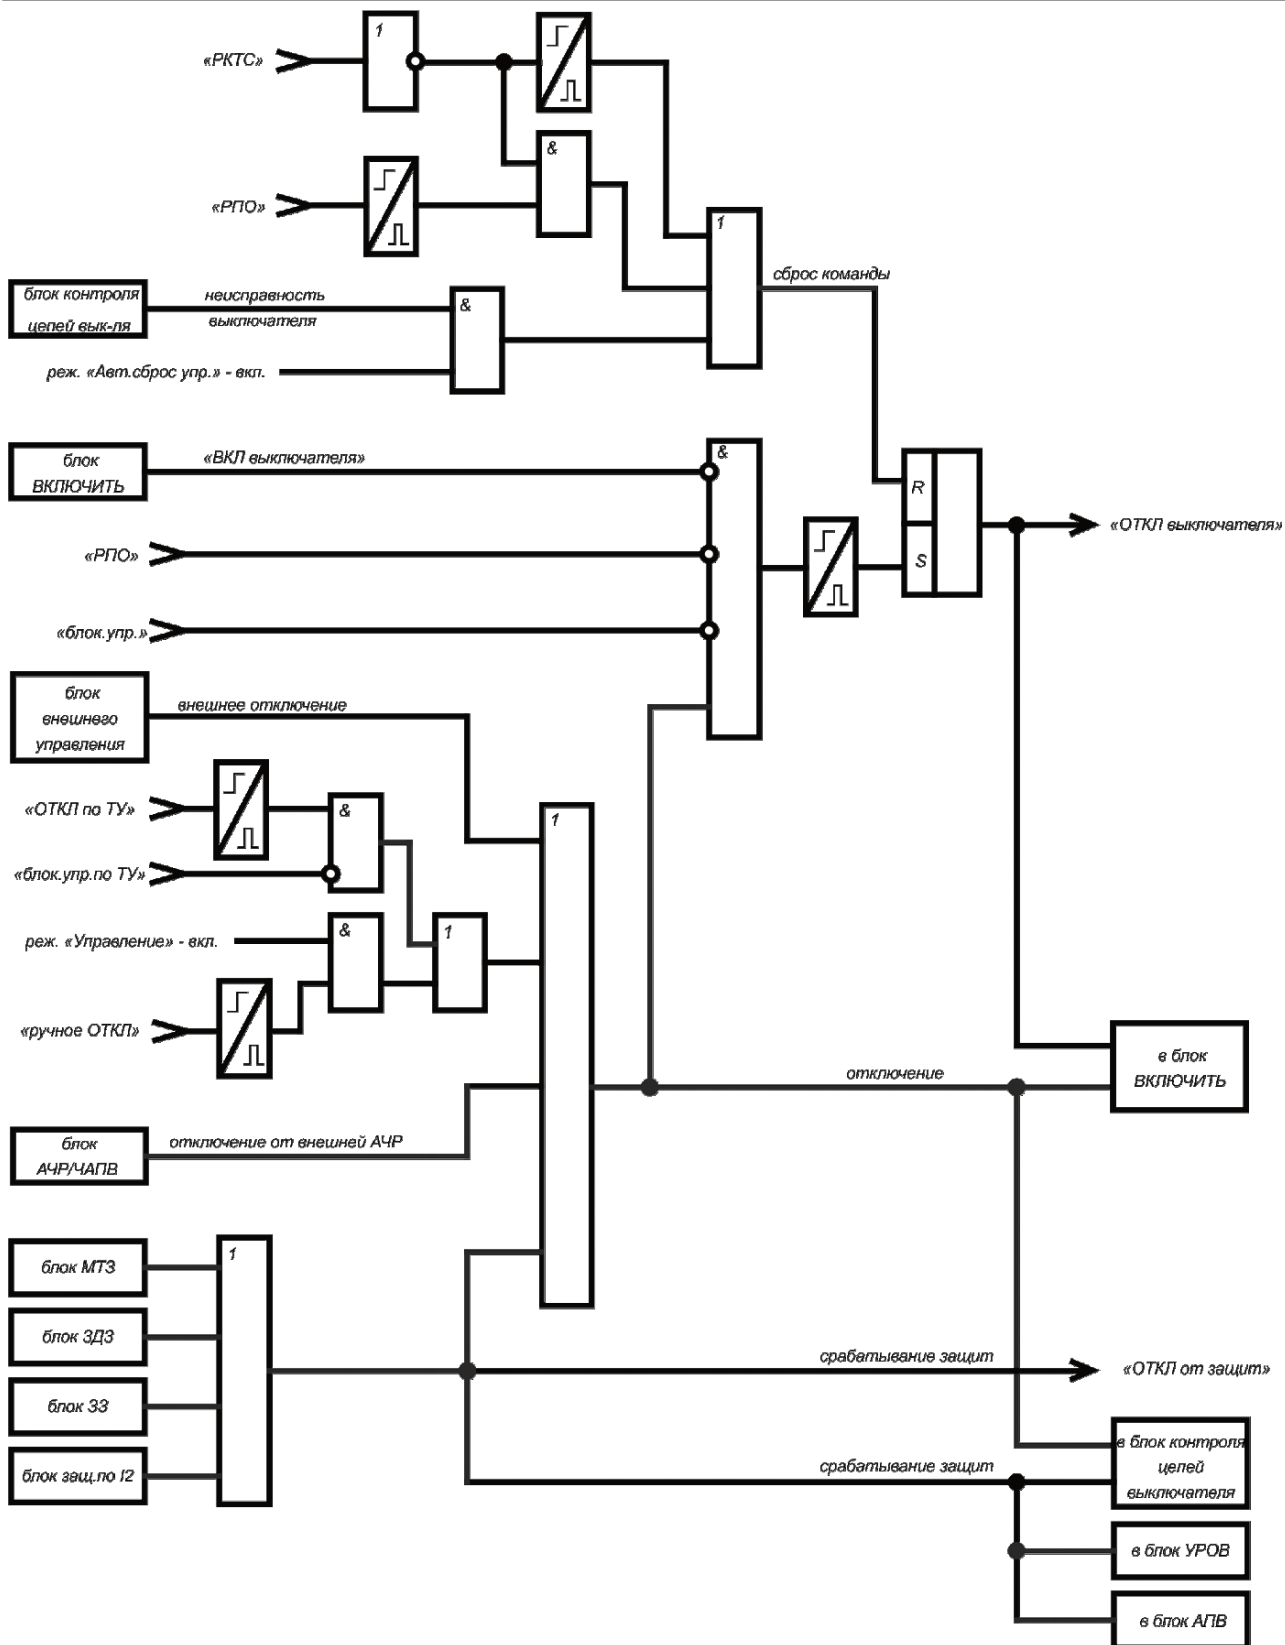 1
«РКТС»
&
«РПО»
1
сброс команды
блок контроля
цепей вык-ля
неисправность
выключателя
&
реж. «Авт.сброс упр.» - вкл.
блок
ВКЛЮЧИТЬ
«ВКЛ выключателя»
&
R
S
«ОТКЛ выключателя»
«РПО»
«блок.упр.»
блок
внешнего
управления
внешнее отключение
«ОТКЛ по ТУ»
&
1
«блок.упр.по ТУ»
реж. «Управление» - вкл.
&
1
«ручное ОТКЛ»
отключение
в блок
ВКЛЮЧИТЬ
блок
АЧР/ЧАПВ
отключение от внешней АЧР
блок МТЗ
1
блок ЗДЗ
блок ЗЗ
блок защ.по I2
срабатывание защит
«ОТКЛ от защит»
срабатывание защит
в блок контроля
целей
выключателя
в блок УРОВ
в блок АПВ